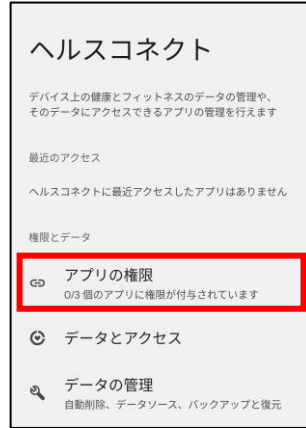 ヘルスコネクト
デバイス上の健康とフィットネスのデータの管理や、
そのデータにアクセスできるアプリの管理を行えます
最近のアクセス
ヘルスコネクトに最近アクセスしたアプリはありません
権限とデータ
アプリの権限
0/3 個のアプリに権限が付与されています
データとアクセス
データの管理
自動削除、データソース、バックアップと復元